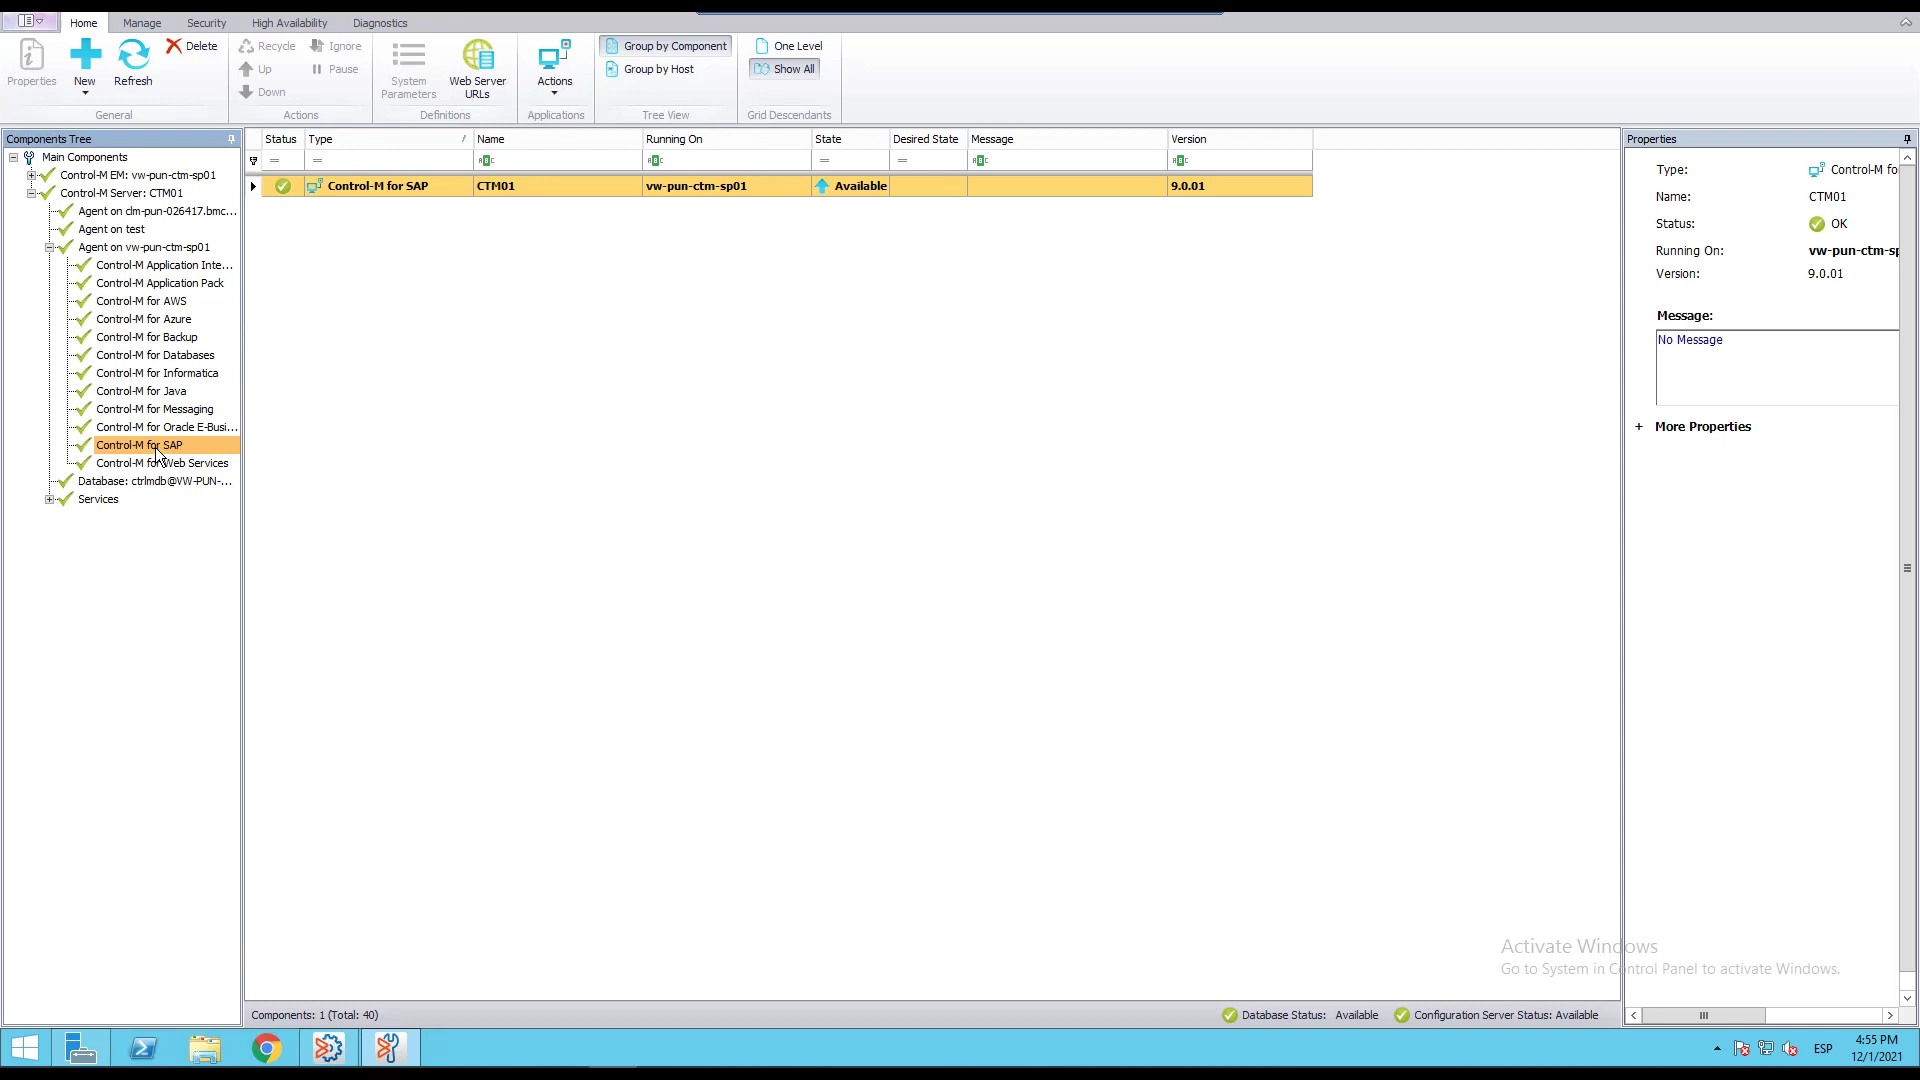 Home Manage Security High Availability Diagnostics
Properties New Refresh Delete
General
Recycle Ignore
Up Pause
Down
Actions
System Parameters Web Server URLs
Definitions
Actions
Applications
Group by Component
Group by Host
Tree View
One Level
Show All
Grid Descendants
Components Tree
Main Components
Control-M EM: vw-pun-ctm-sp01
Control-M Server: CTM01
Agent on clm-pun-026417.bmc...
Agent on test
Agent on vw-pun-ctm-sp01
Control-M Application Inte...
Control-M Application Pack
Control-M for AWS
Control-M for Azure
Control-M for Backup
Control-M for Databases
Control-M for Informatica
Control-M for Java
Control-M for Messaging
Control-M for Oracle E-Busi...
Control-M for SAP
Control-M for Web Services
Database: ctrlmdb@VW-PUN-...
Services
Status Type Name Running On State Desired State Message Version
Control-M for SAP CTM01 vw-pun-ctm-sp01 Available 9.0.01
Components: 1 (Total: 40)
Database Status: Available Configuration Server Status: Available
Properties
Type: Control-M fo
Name: CTM01
Status: OK
Running On: vw-pun-ctm-sp
Version: 9.0.01
Message:
No Message
+ More Properties
Activate Windows
Go to System in Control Panel to activate Windows.
ESP
4:55 PM
12/1/2021